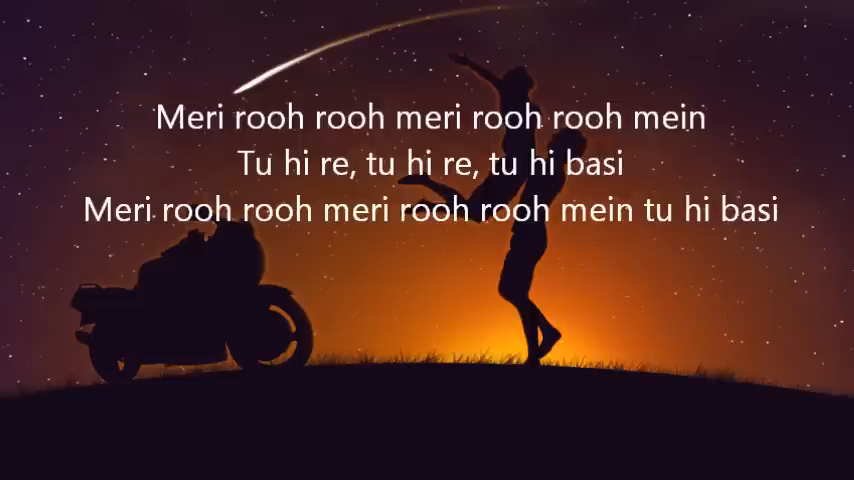 Meri rooh rooh meri rooh rooh mein
Tu hi re, tu hi re, tu hi basi
Meri rooh rooh meri rooh rooh mein tu hi basi